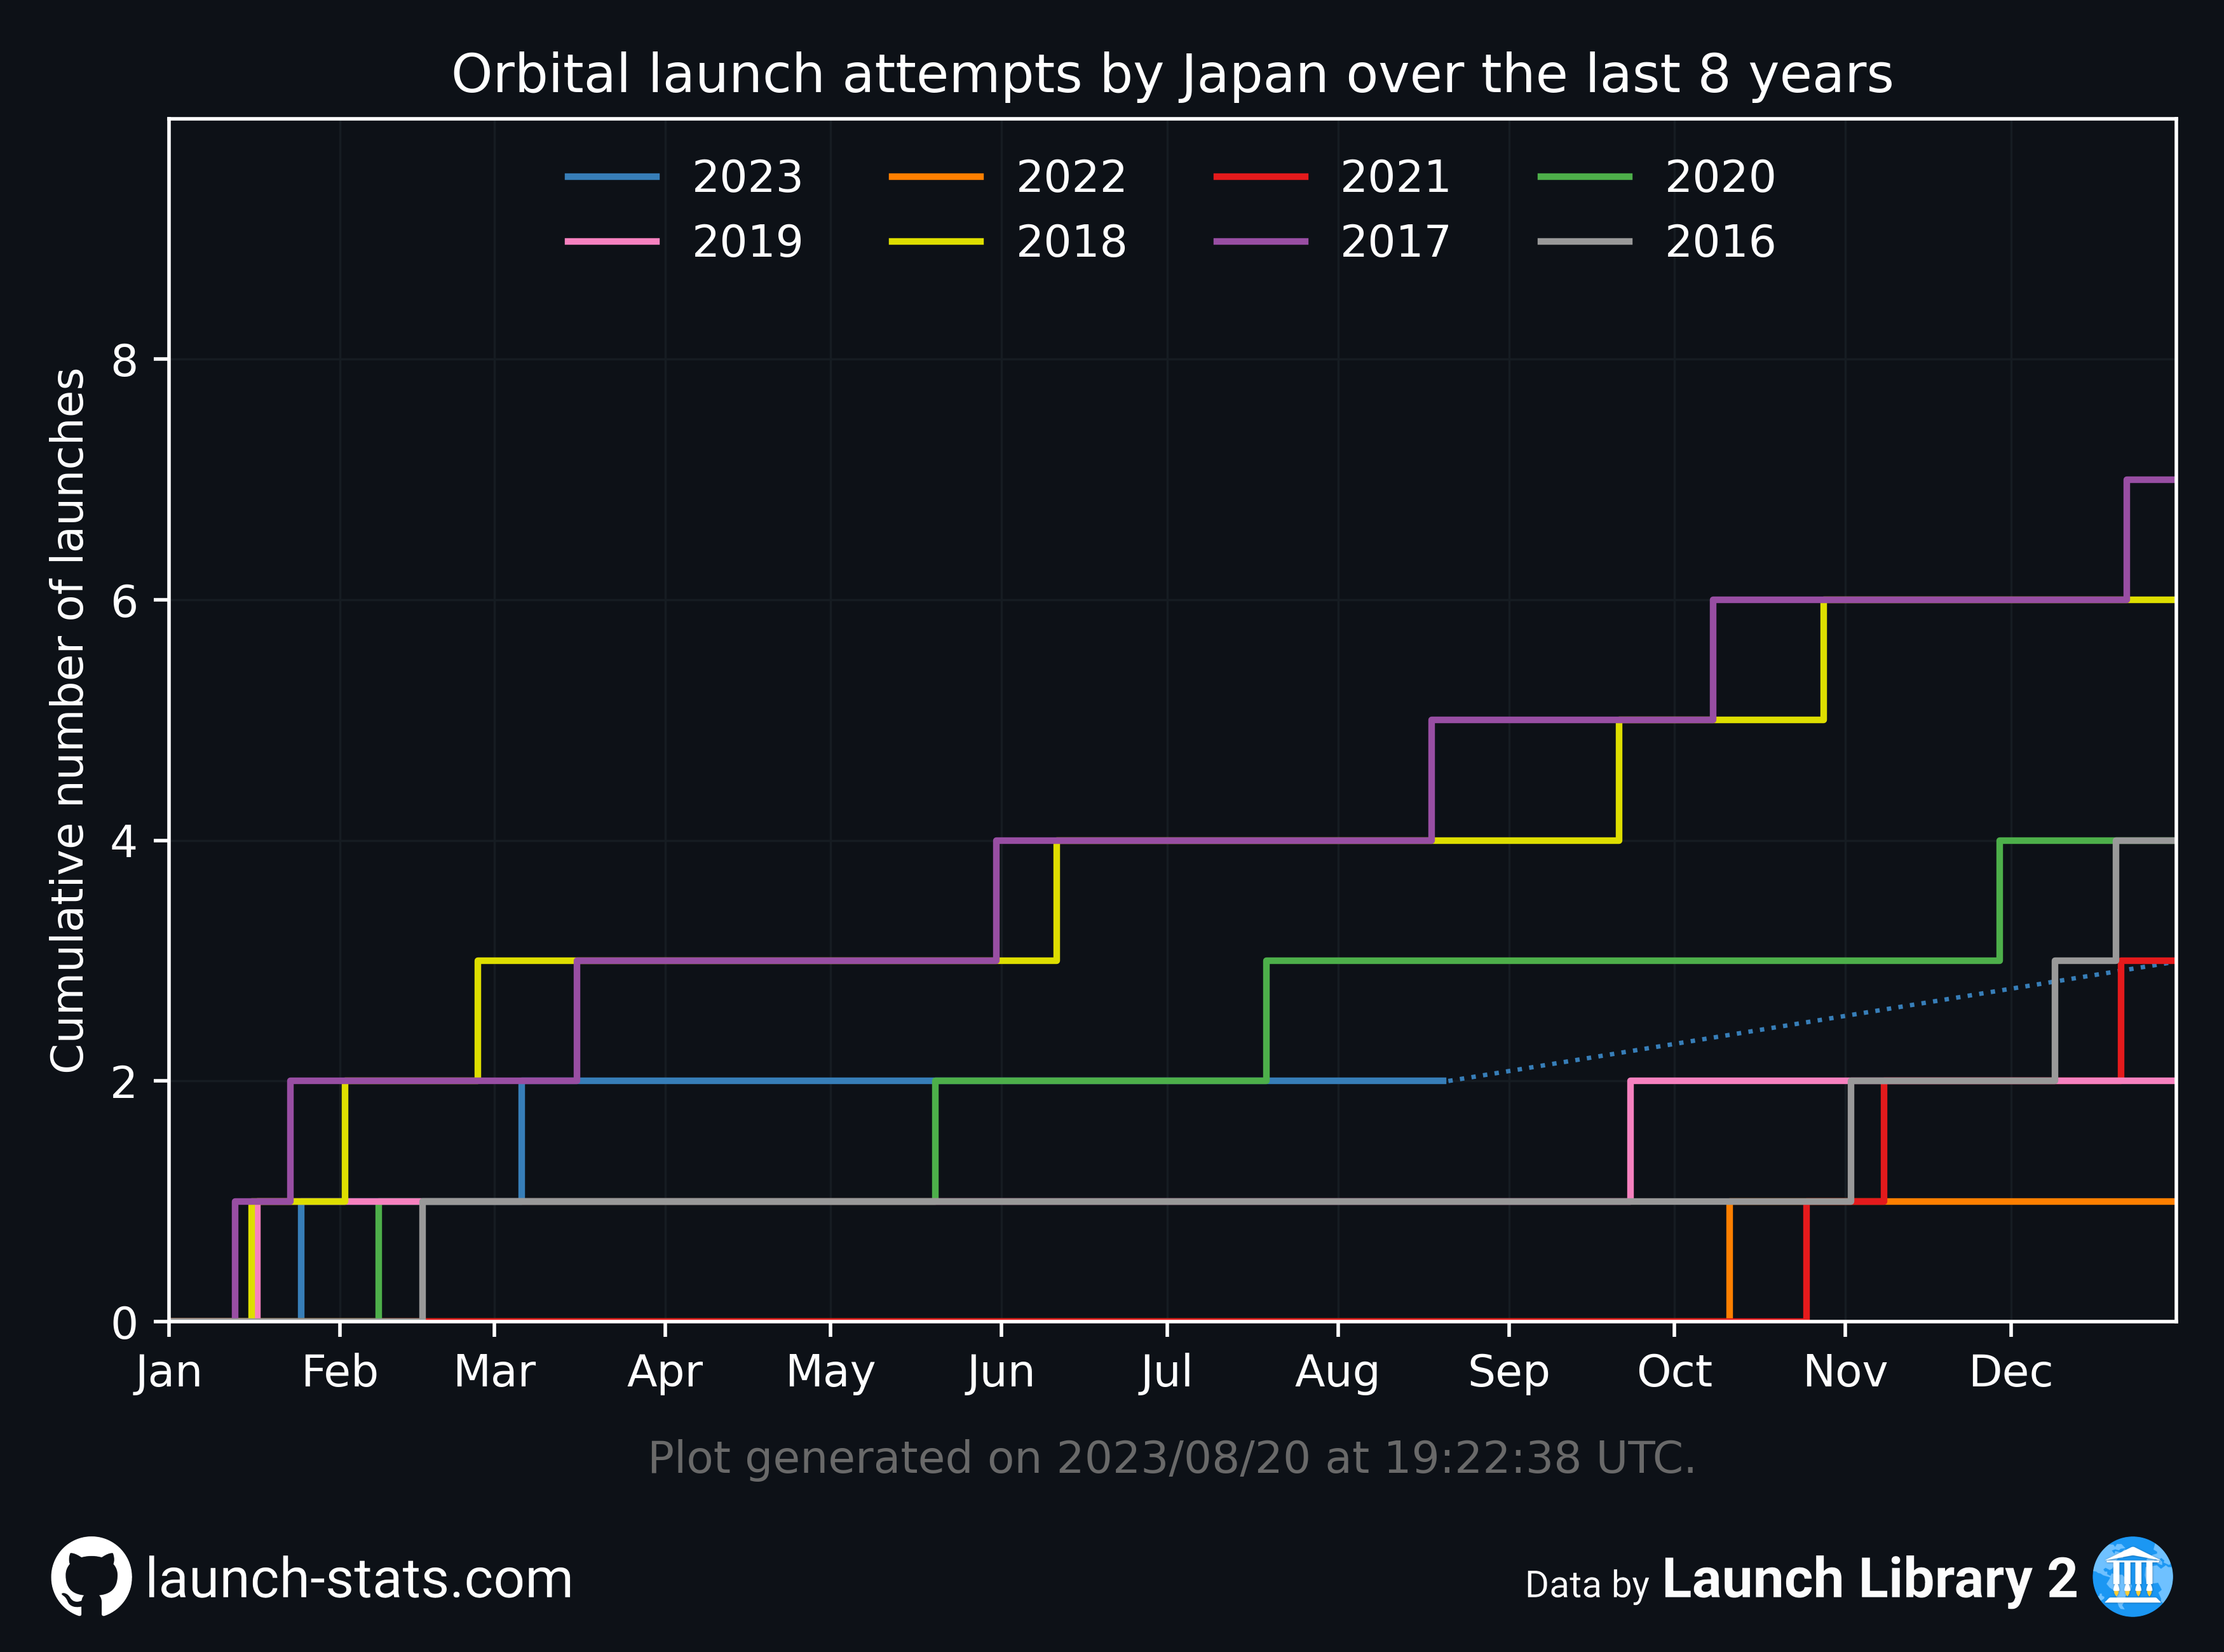 Orbital launch attempts by Japan over the last 8 years
2023 2022 2021 2020
2019 2018 2017 2016
Cumulative number of launches
8
6
4
2
0
Jan Feb Mar Apr May Jun Jul Aug Sep Oct Nov Dec
Plot generated on 2023/08/20 at 19:22:38 UTC.
launch-stats.com
Data by Launch Library 2